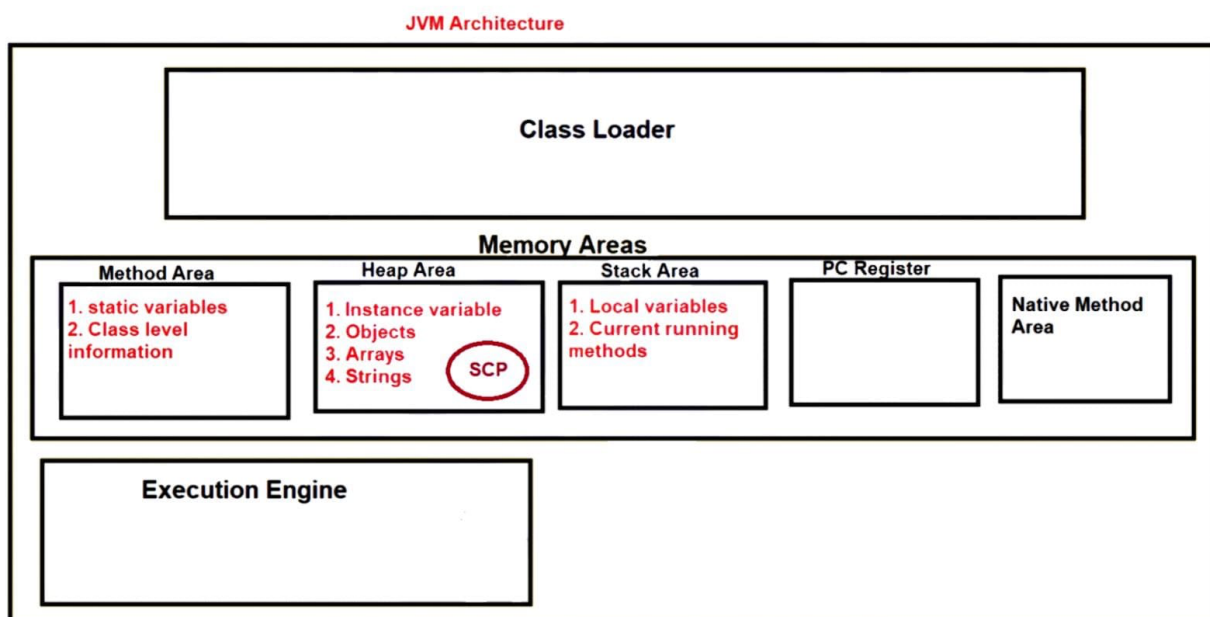 JVM Architecture
Class Loader
Memory Areas
Method Area
1. static variables
2. Class level
information
Heap Area
1. Instance variable
2. Objects
3. Arrays
4. Strings
SCP
Stack Area
1. Local variables
2. Current running
methods
PC Register
Native Method
Area
Execution Engine